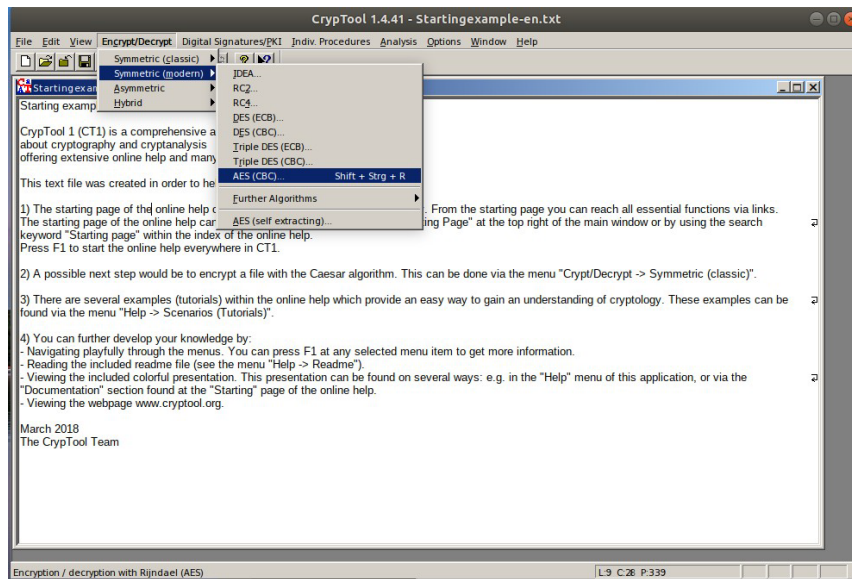 CrypTool 1.4.41 - Startingexample-en.txt
File Edit View Encrypt/Decrypt Digital Signatures/PKI Indiv. Procedures Analysis Options Window Help
Symmetric (classic)
Symmetric (modern)
Asymmetric
Hybrid
IDEA...
RC2...
RC4...
DES (ECB)...
DES (CBC)...
Triple DES (ECB)...
Triple DES (CBC)...
AES (CBC)... Shift + Strg + R
Further Algorithms
AES (self extracting)...
Startingexan
Starting examp
CrypTool 1 (CT1) is a comprehensive a
about cryptography and cryptanalysis
offering extensive online help and many
This text file was created in order to he
1) The starting page of the online help c . From the starting page you can reach all essential functions via links.
The starting page of the online help can ing Page" at the top right of the main window or by using the search
keyword "Starting page" within the index of the online help.
Press F1 to start the online help everywhere in CT1.
2) A possible next step would be to encrypt a file with the Caesar algorithm. This can be done via the menu "Crypt/Decrypt -> Symmetric (classic)".
3) There are several examples (tutorials) within the online help which provide an easy way to gain an understanding of cryptology. These examples can be
found via the menu "Help -> Scenarios (Tutorials)".
4) You can further develop your knowledge by:
- Navigating playfully through the menus. You can press F1 at any selected menu item to get more information.
- Reading the included readme file (see the menu "Help -> Readme").
- Viewing the included colorful presentation. This presentation can be found on several ways: e.g. in the "Help" menu of this application, or via the
"Documentation" section found at the "Starting" page of the online help.
- Viewing the webpage www.cryptool.org.
March 2018
The CrypTool Team
Encryption / decryption with Rijndael (AES) L:9 C:28 P:339